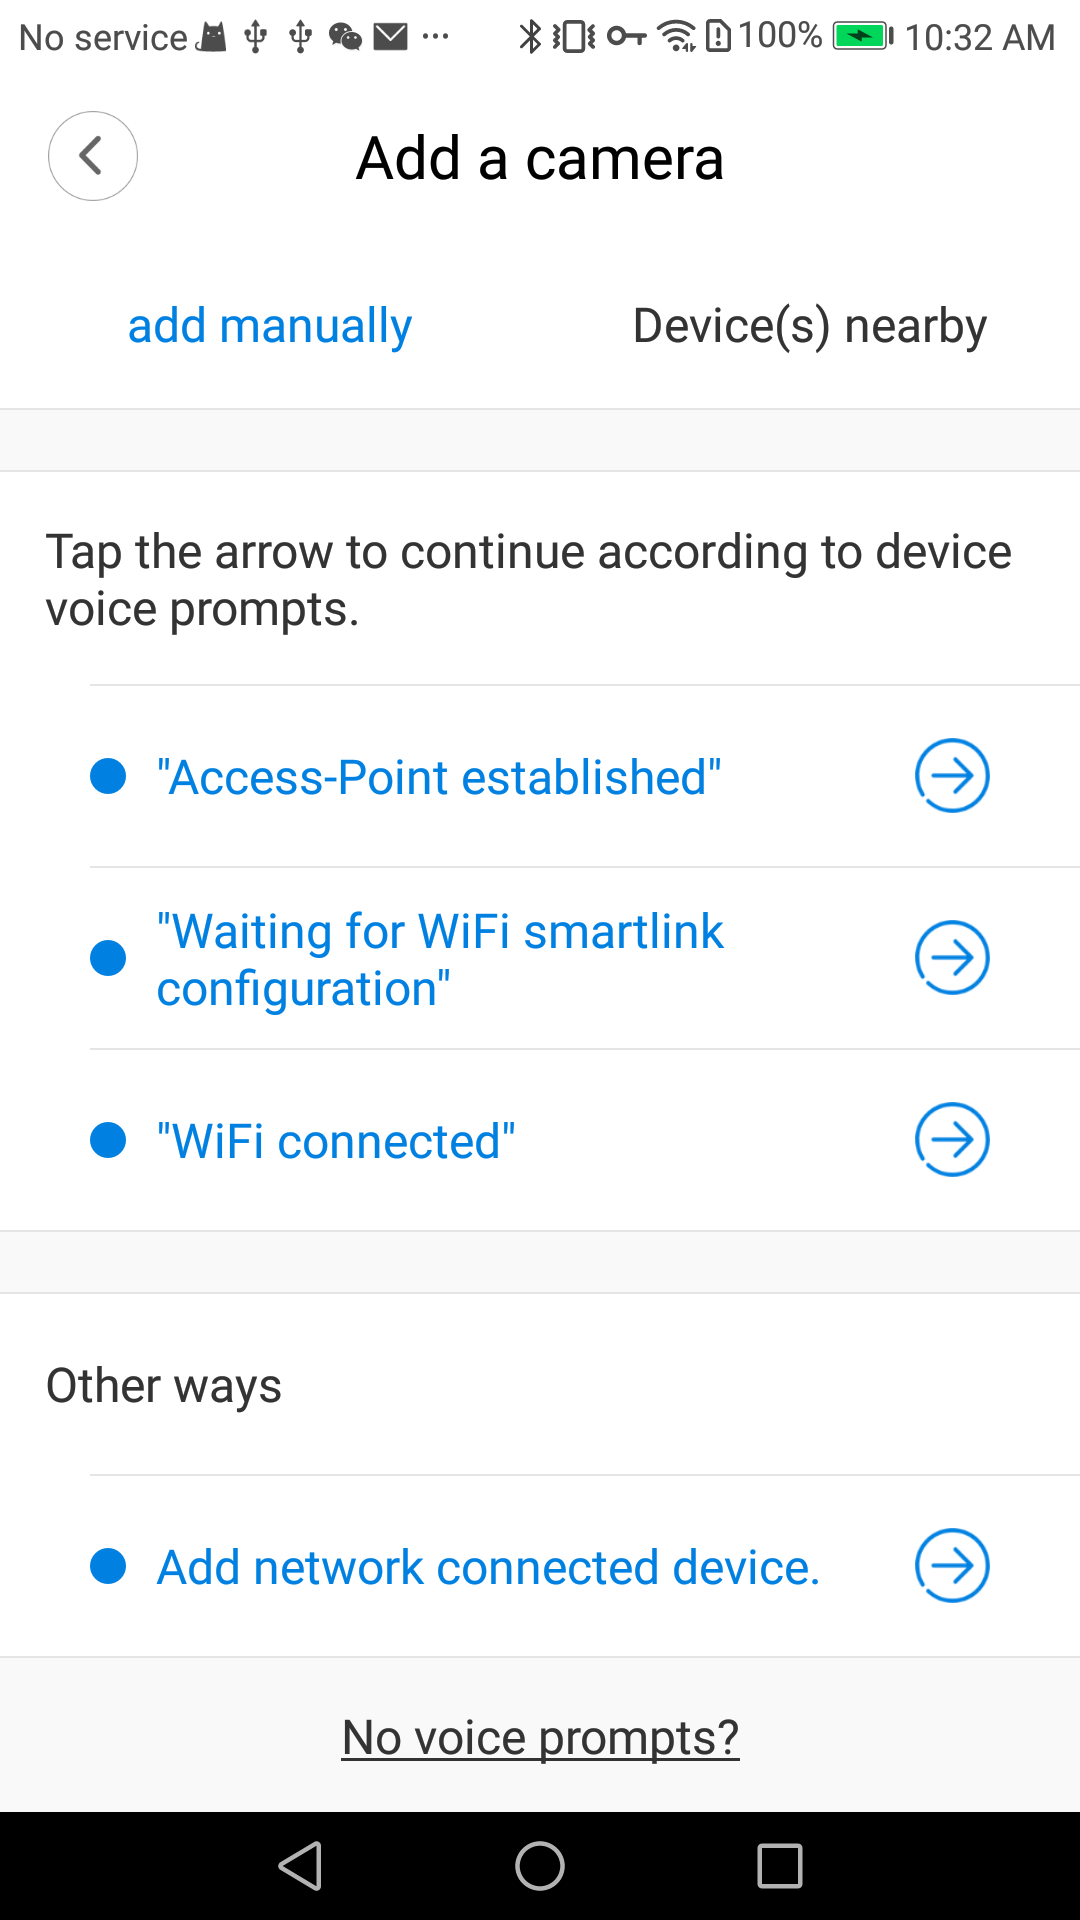 No service 100% 10:32 AM
Add a camera
add manually Device(s) nearby
Tap the arrow to continue according to device
voice prompts.
"Access-Point established"
"Waiting for WiFi smartlink
configuration"
"WiFi connected"
Other ways
Add network connected device.
No voice prompts?